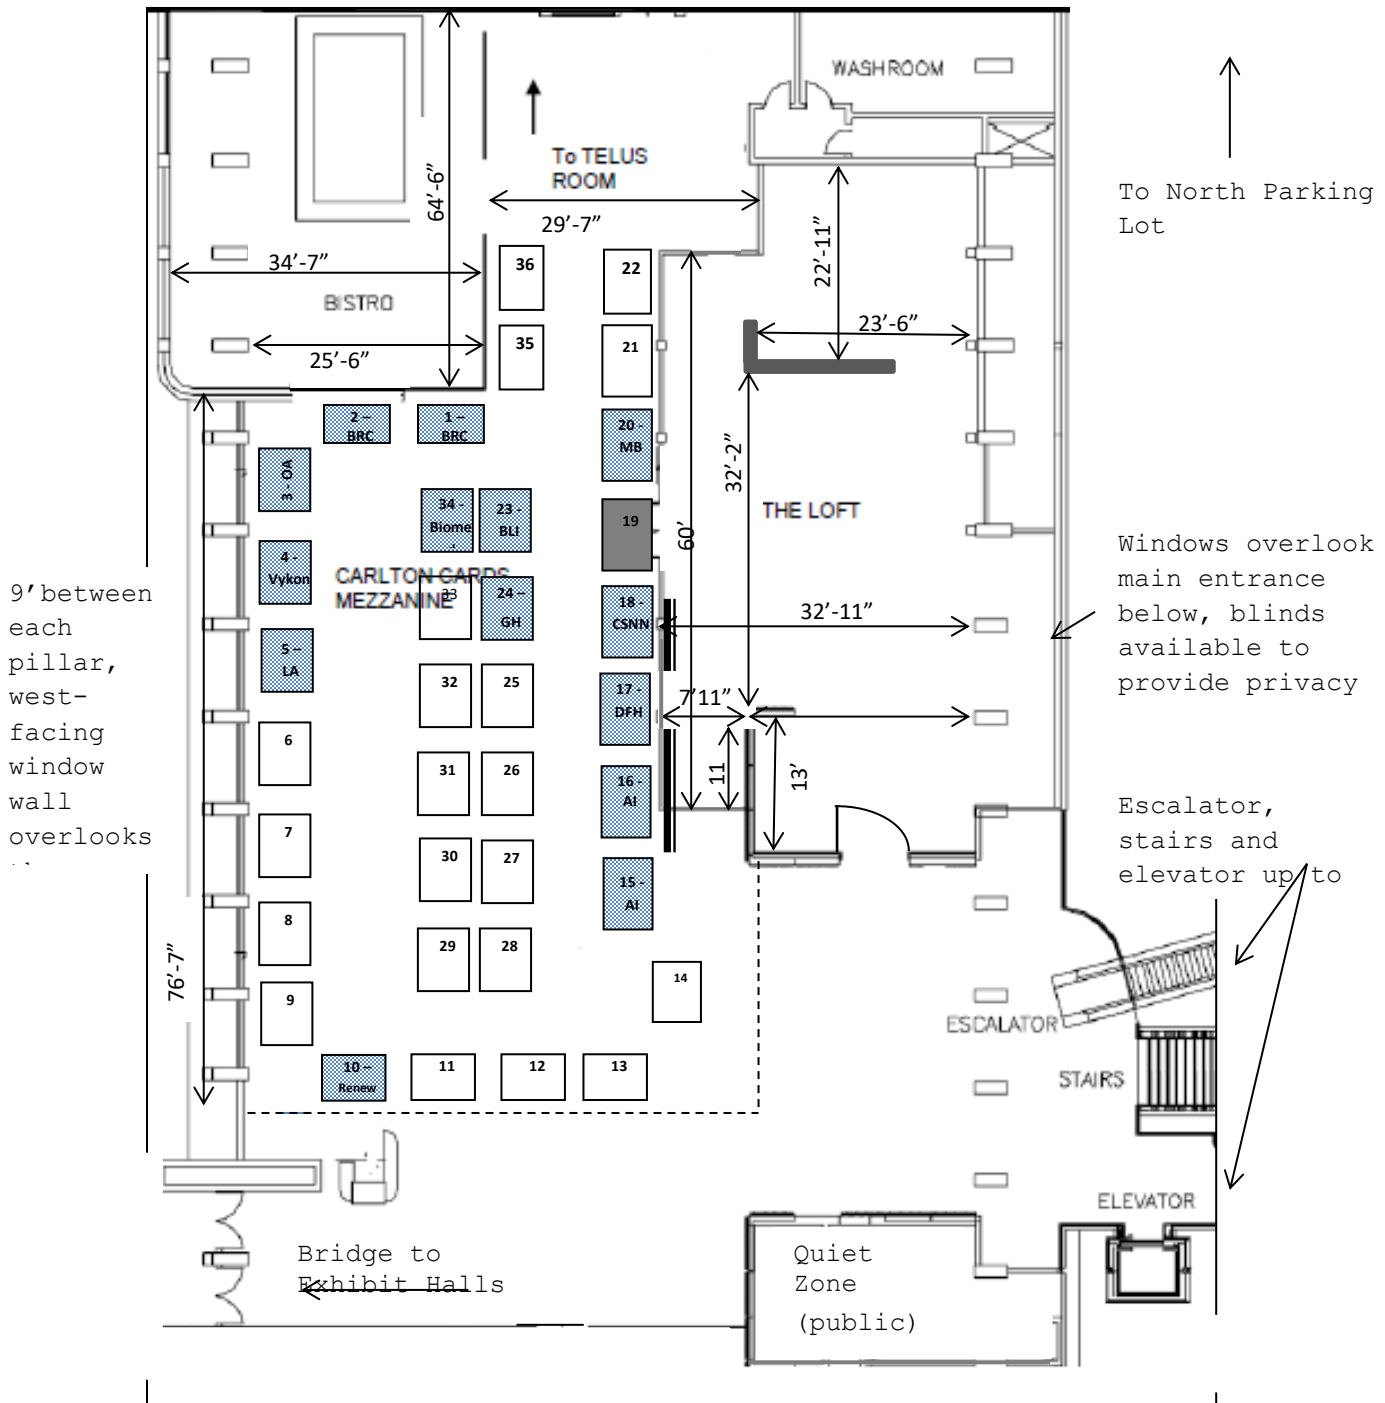 WASHROOM
To TELUS
ROOM
64'-6"
29'-7"
To North Parking
Lot
34'-7"
36
22
22'-11"
BISTRO
23'-6"
35
21
25'-6"
2 –
BRC
1 –
BRC
20 -
MB
3 - OA
32'-2"
34 -
Biome
23 -
BLI
19
THE LOFT
60'
Windows overlook
main entrance
below, blinds
available to
provide privacy
4 -
Vykon
CARLTON CARDS
MEZZANINE
33
24 –
GH
18 -
CSNN
32'-11"
9'between
each
pillar,
west-
facing
window
wall
overlooks
5 –
LA
32
25
17 -
DFH
7'11"
6
31
26
16 -
AI
11
13'
Escalator,
stairs and
elevator up to
7
30
27
15 -
AI
8
29
28
76'-7"
14
9
ESCALATOR
10 –
Renew
11
12
13
STAIRS
ELEVATOR
Bridge to
Exhibit Halls
Quiet
Zone
(public)